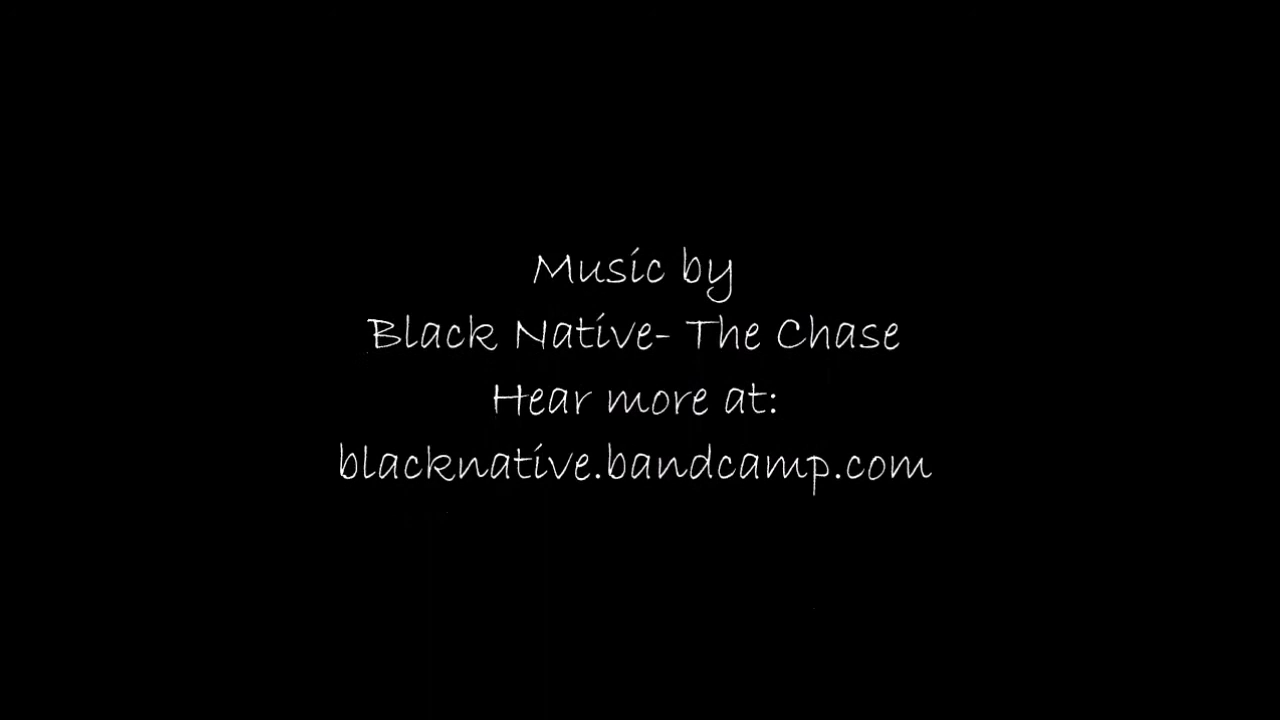 Music by
Black Native- The Chase
Hear more at:
blacknative.bandcamp.com